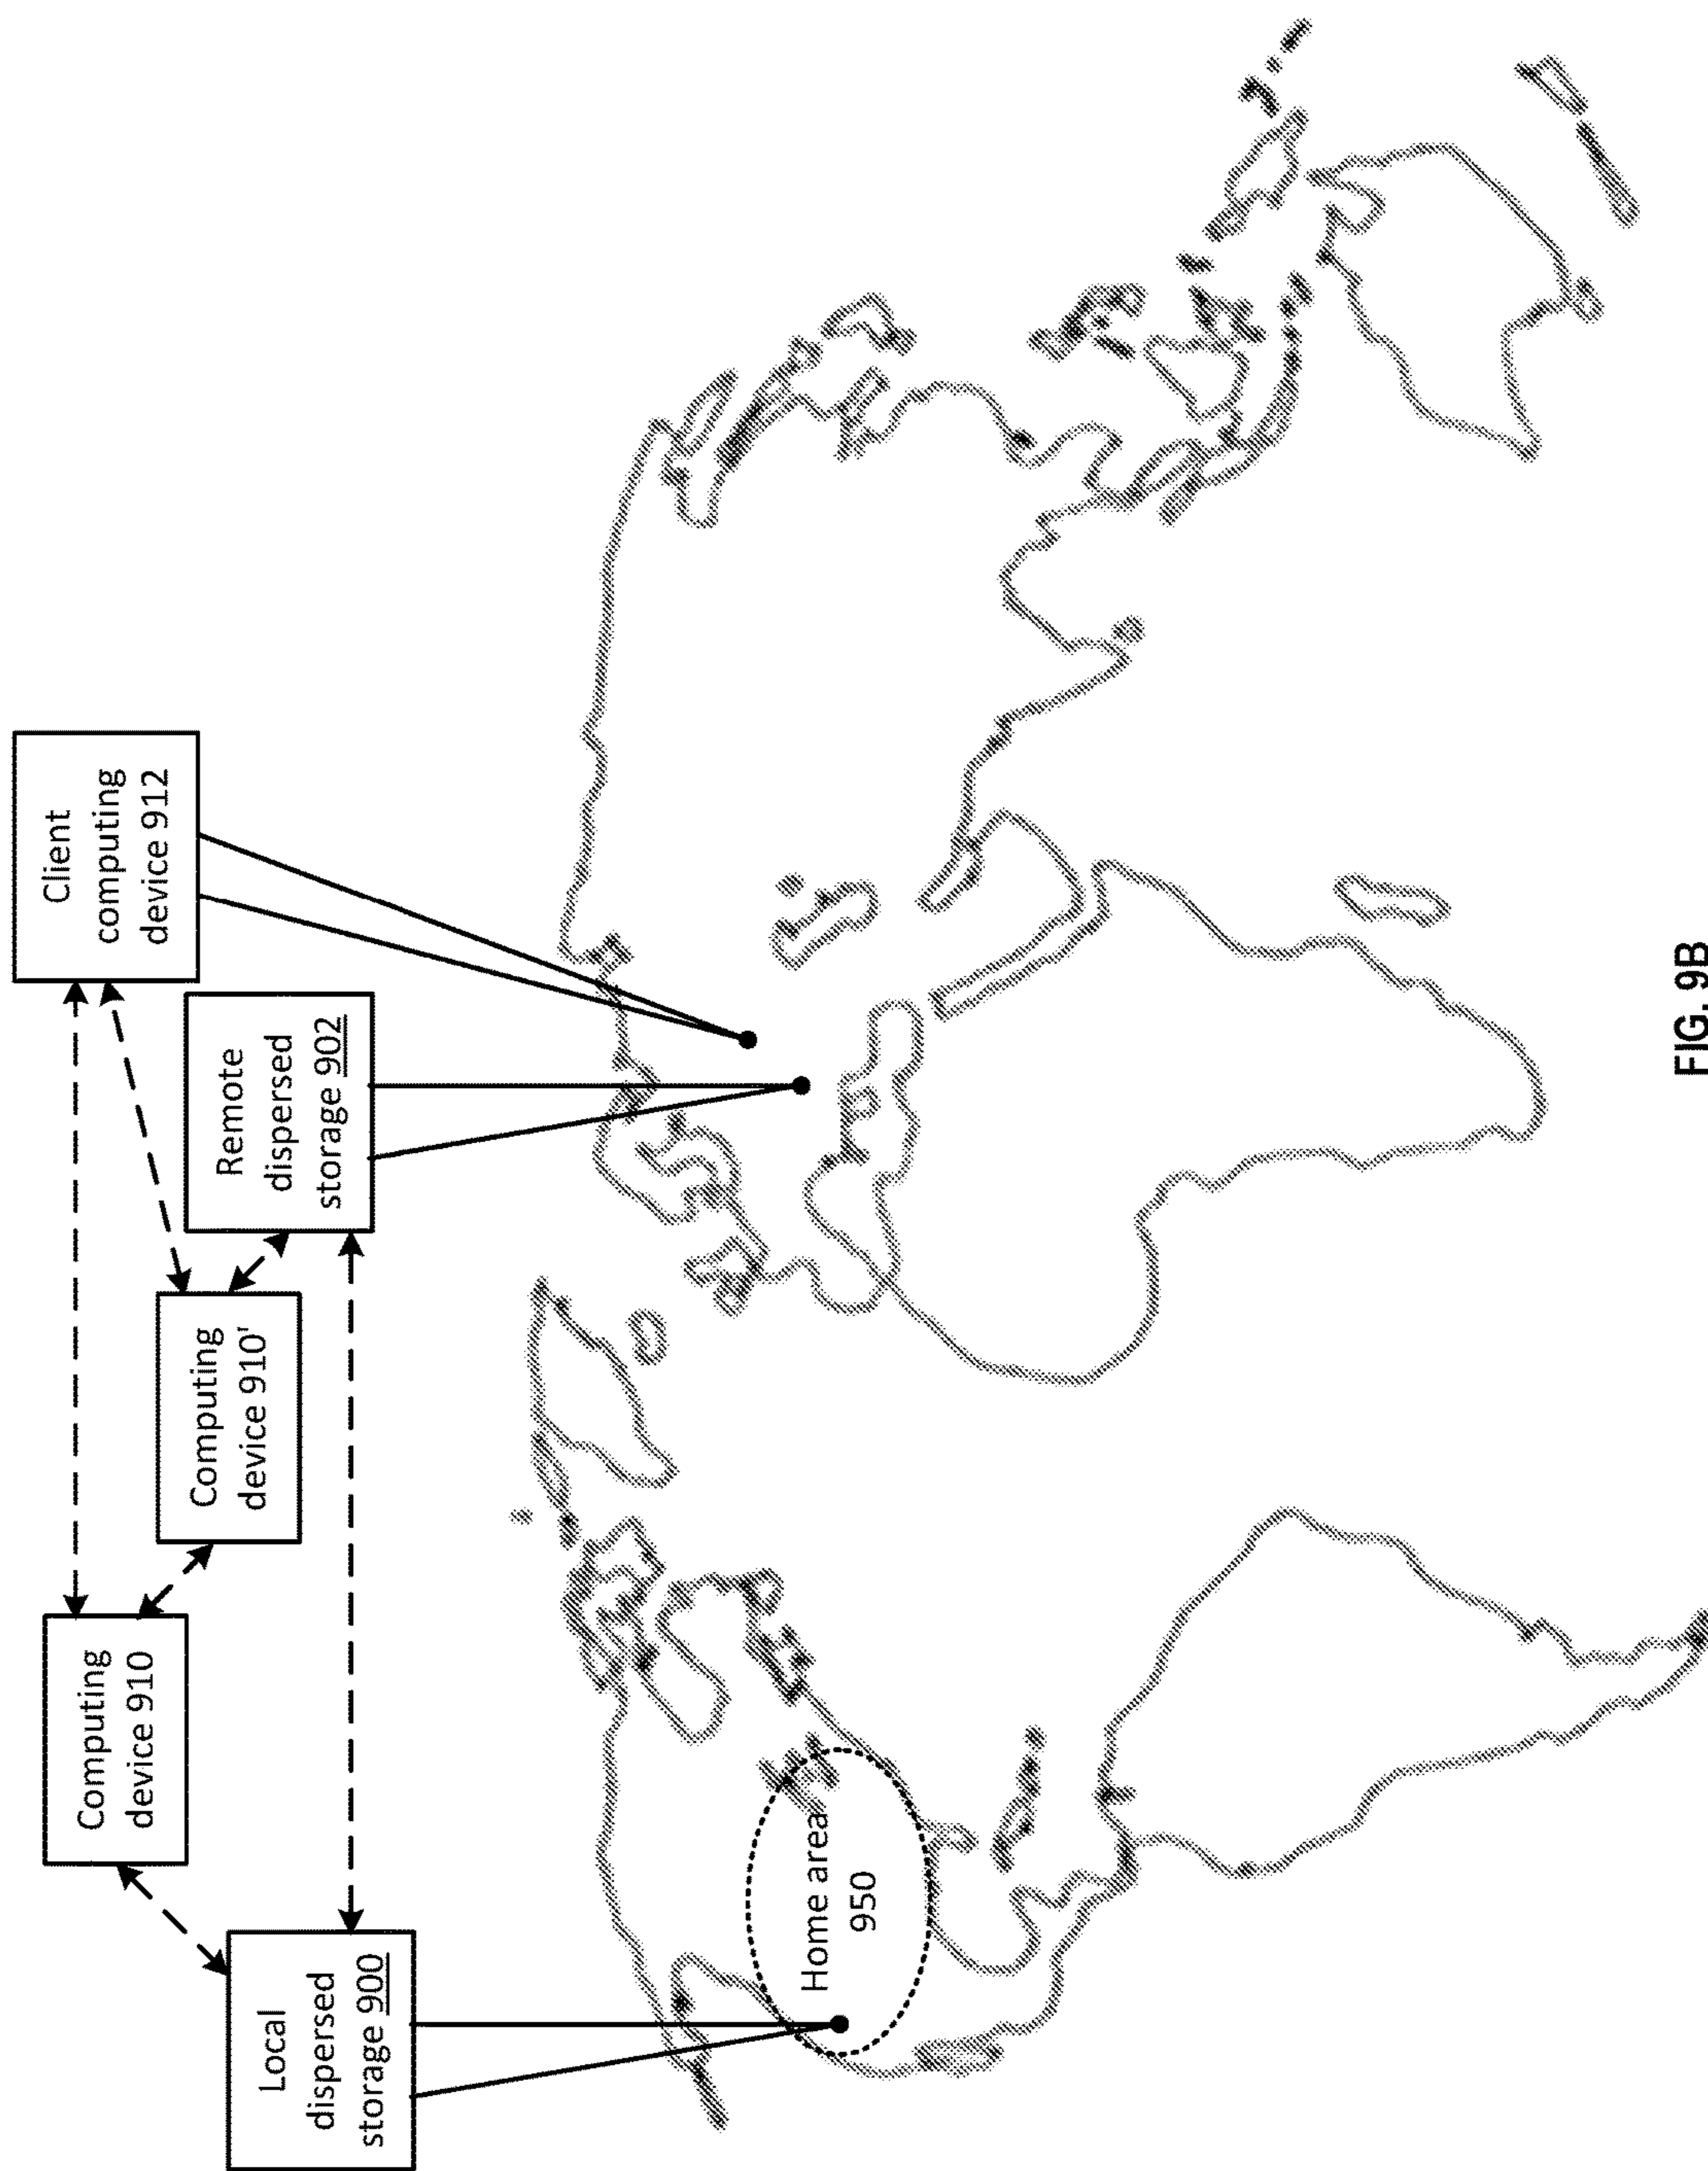 Local
dispersed
storage 900
Computing
device 910
Computing
device 910'
Remote
dispersed
storage 902
Client
computing
device 912
Home area
950
FIG. 9B